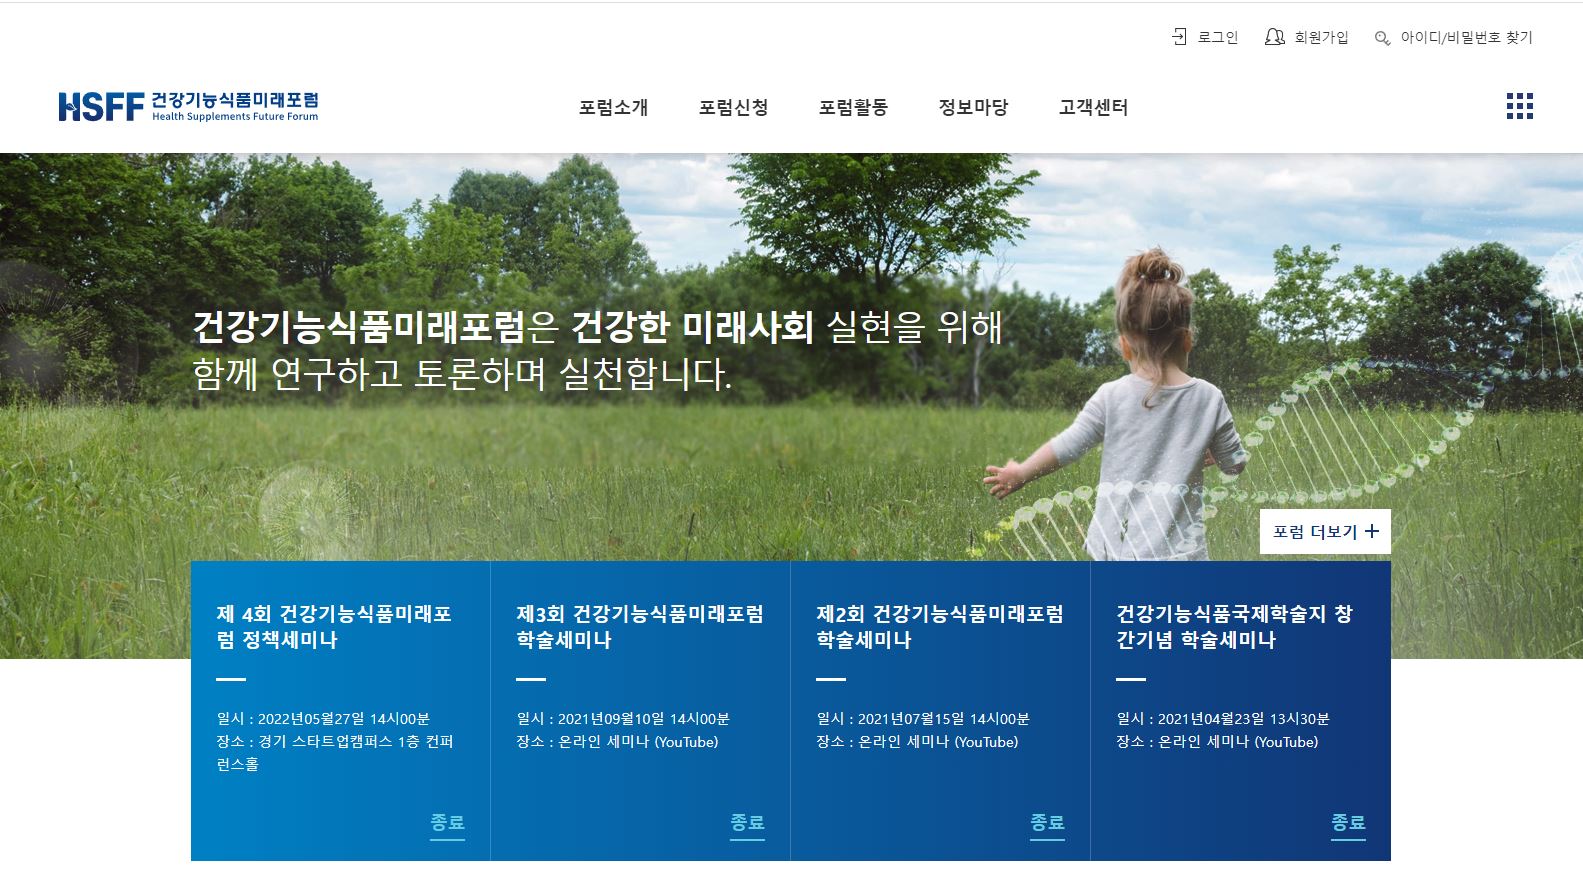 로그인
회원가입
아이디/비밀번호 찾기
HSFF 건강기능식품미래포럼
Health Supplements Future Forum
포럼소개
포럼신청
포럼활동
정보마당
고객센터
건강기능식품미래포럼은 건강한 미래사회 실현을 위해
함께 연구하고 토론하며 실천합니다.
포럼 더보기 +
제 4회 건강기능식품미래포
럼 정책세미나
일시 : 2022년05월27일 14시00분
장소 : 경기 스타트업캠퍼스 1층 컨퍼
런스홀
종료
제3회 건강기능식품미래포럼
학술세미나
일시 : 2021년09월10일 14시00분
장소 : 온라인 세미나 (YouTube)
종료
제2회 건강기능식품미래포럼
학술세미나
일시 : 2021년07월15일 14시00분
장소 : 온라인 세미나 (YouTube)
종료
건강기능식품국제학술지 창
간기념 학술세미나
일시 : 2021년04월23일 13시30분
장소 : 온라인 세미나 (YouTube)
종료